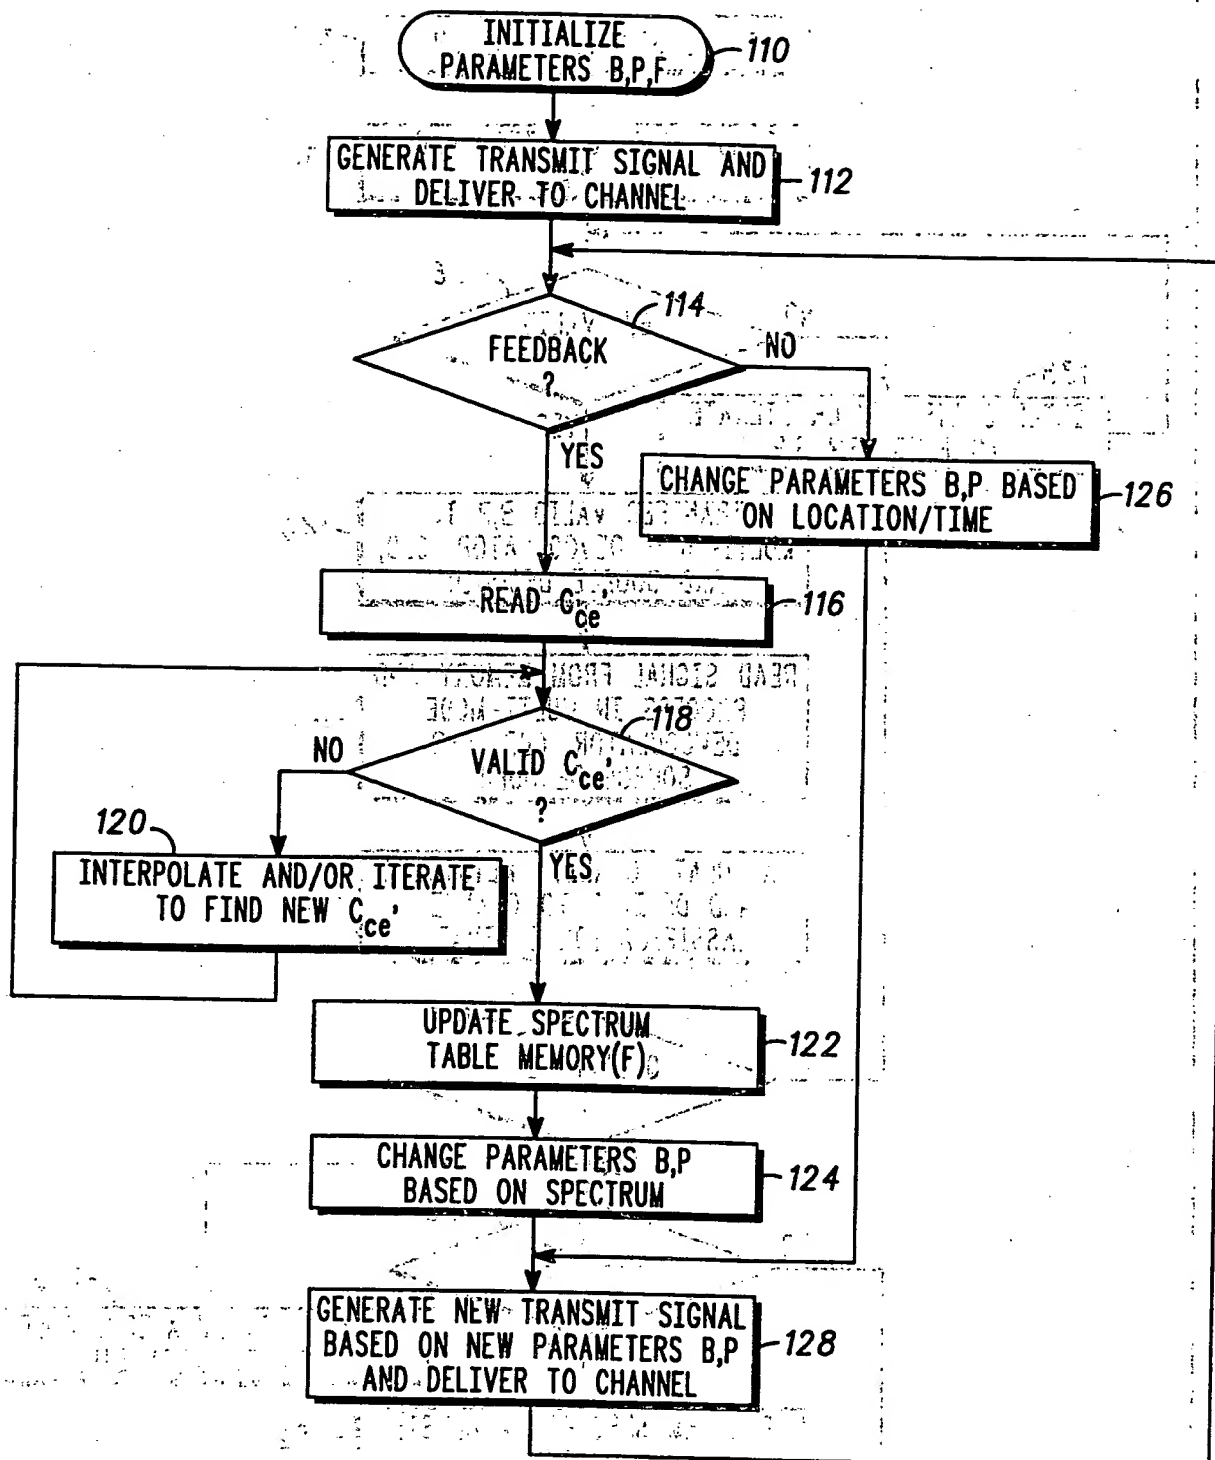 INITIALIZE
PARAMETERS B,P,F
110
GENERATE TRANSMIT SIGNAL AND
DELIVER TO CHANNEL
112
114
FEEDBACK
?
NO
YES
CHANGE PARAMETERS B,P BASED
ON LOCATION/TIME
126
READ C_ce'
116
118
VALID C_ce'
?
NO
YES
120
INTERPOLATE AND/OR ITERATE
TO FIND NEW C_ce'
UPDATE SPECTRUM
TABLE MEMORY(F)
122
CHANGE PARAMETERS B,P
BASED ON SPECTRUM
124
GENERATE NEW TRANSMIT SIGNAL
BASED ON NEW PARAMETERS B,P
AND DELIVER TO CHANNEL
128